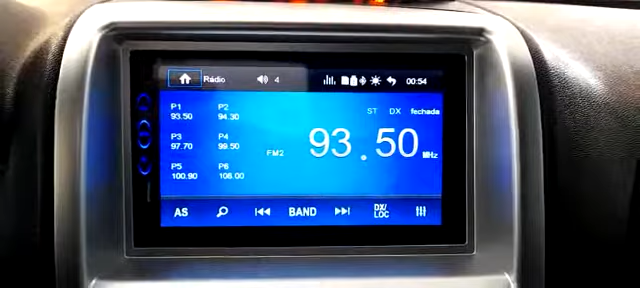 Rádio 4 00:54
P1 P2 ST DX fechada
93.50 94.30
P3 P4
97.70 99.50
FM2 93.50 MHz
P5 P6
100.90 106.00
AS BAND DX/
LOC